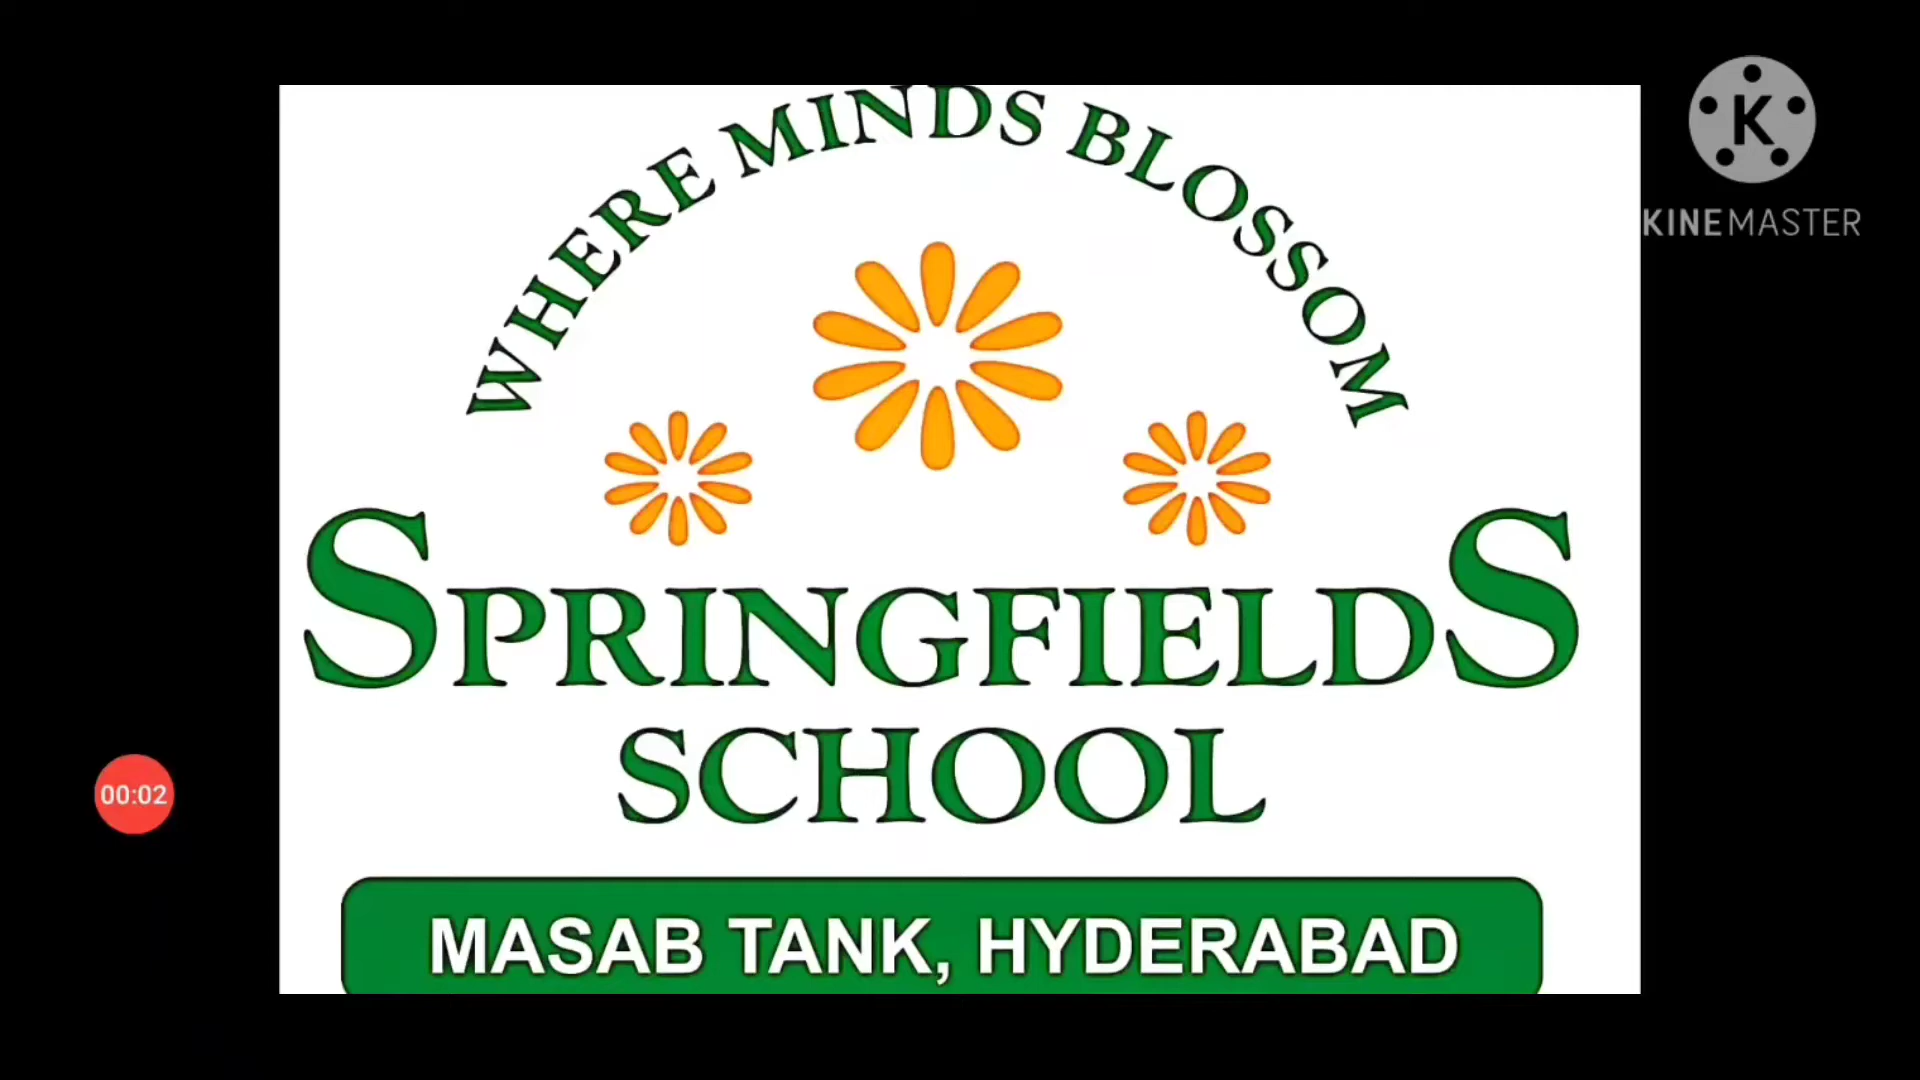 WHERE MINDS BLOSSOM
K
KINEMASTER
SPRINGFIELDS
SCHOOL
00:02
MASAB TANK, HYDERABAD